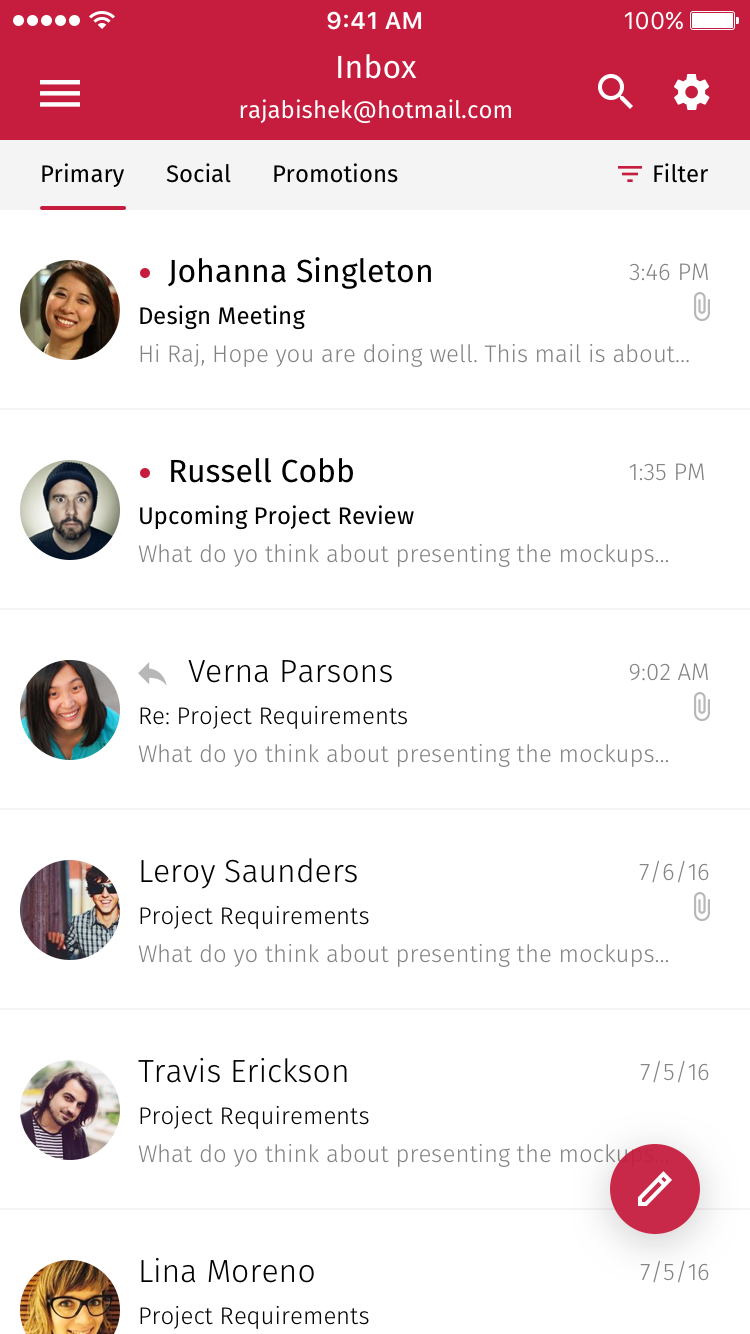 9:41 AM 100%
Inbox
rajabishek@hotmail.com
Primary Social Promotions Filter
Johanna Singleton 3:46 PM
Design Meeting
Hi Raj, Hope you are doing well. This mail is about...
Russell Cobb 1:35 PM
Upcoming Project Review
What do yo think about presenting the mockups...
Verna Parsons 9:02 AM
Re: Project Requirements
What do yo think about presenting the mockups...
Leroy Saunders 7/6/16
Project Requirements
What do yo think about presenting the mockups...
Travis Erickson 7/5/16
Project Requirements
What do yo think about presenting the mockups...
Lina Moreno 7/5/16
Project Requirements